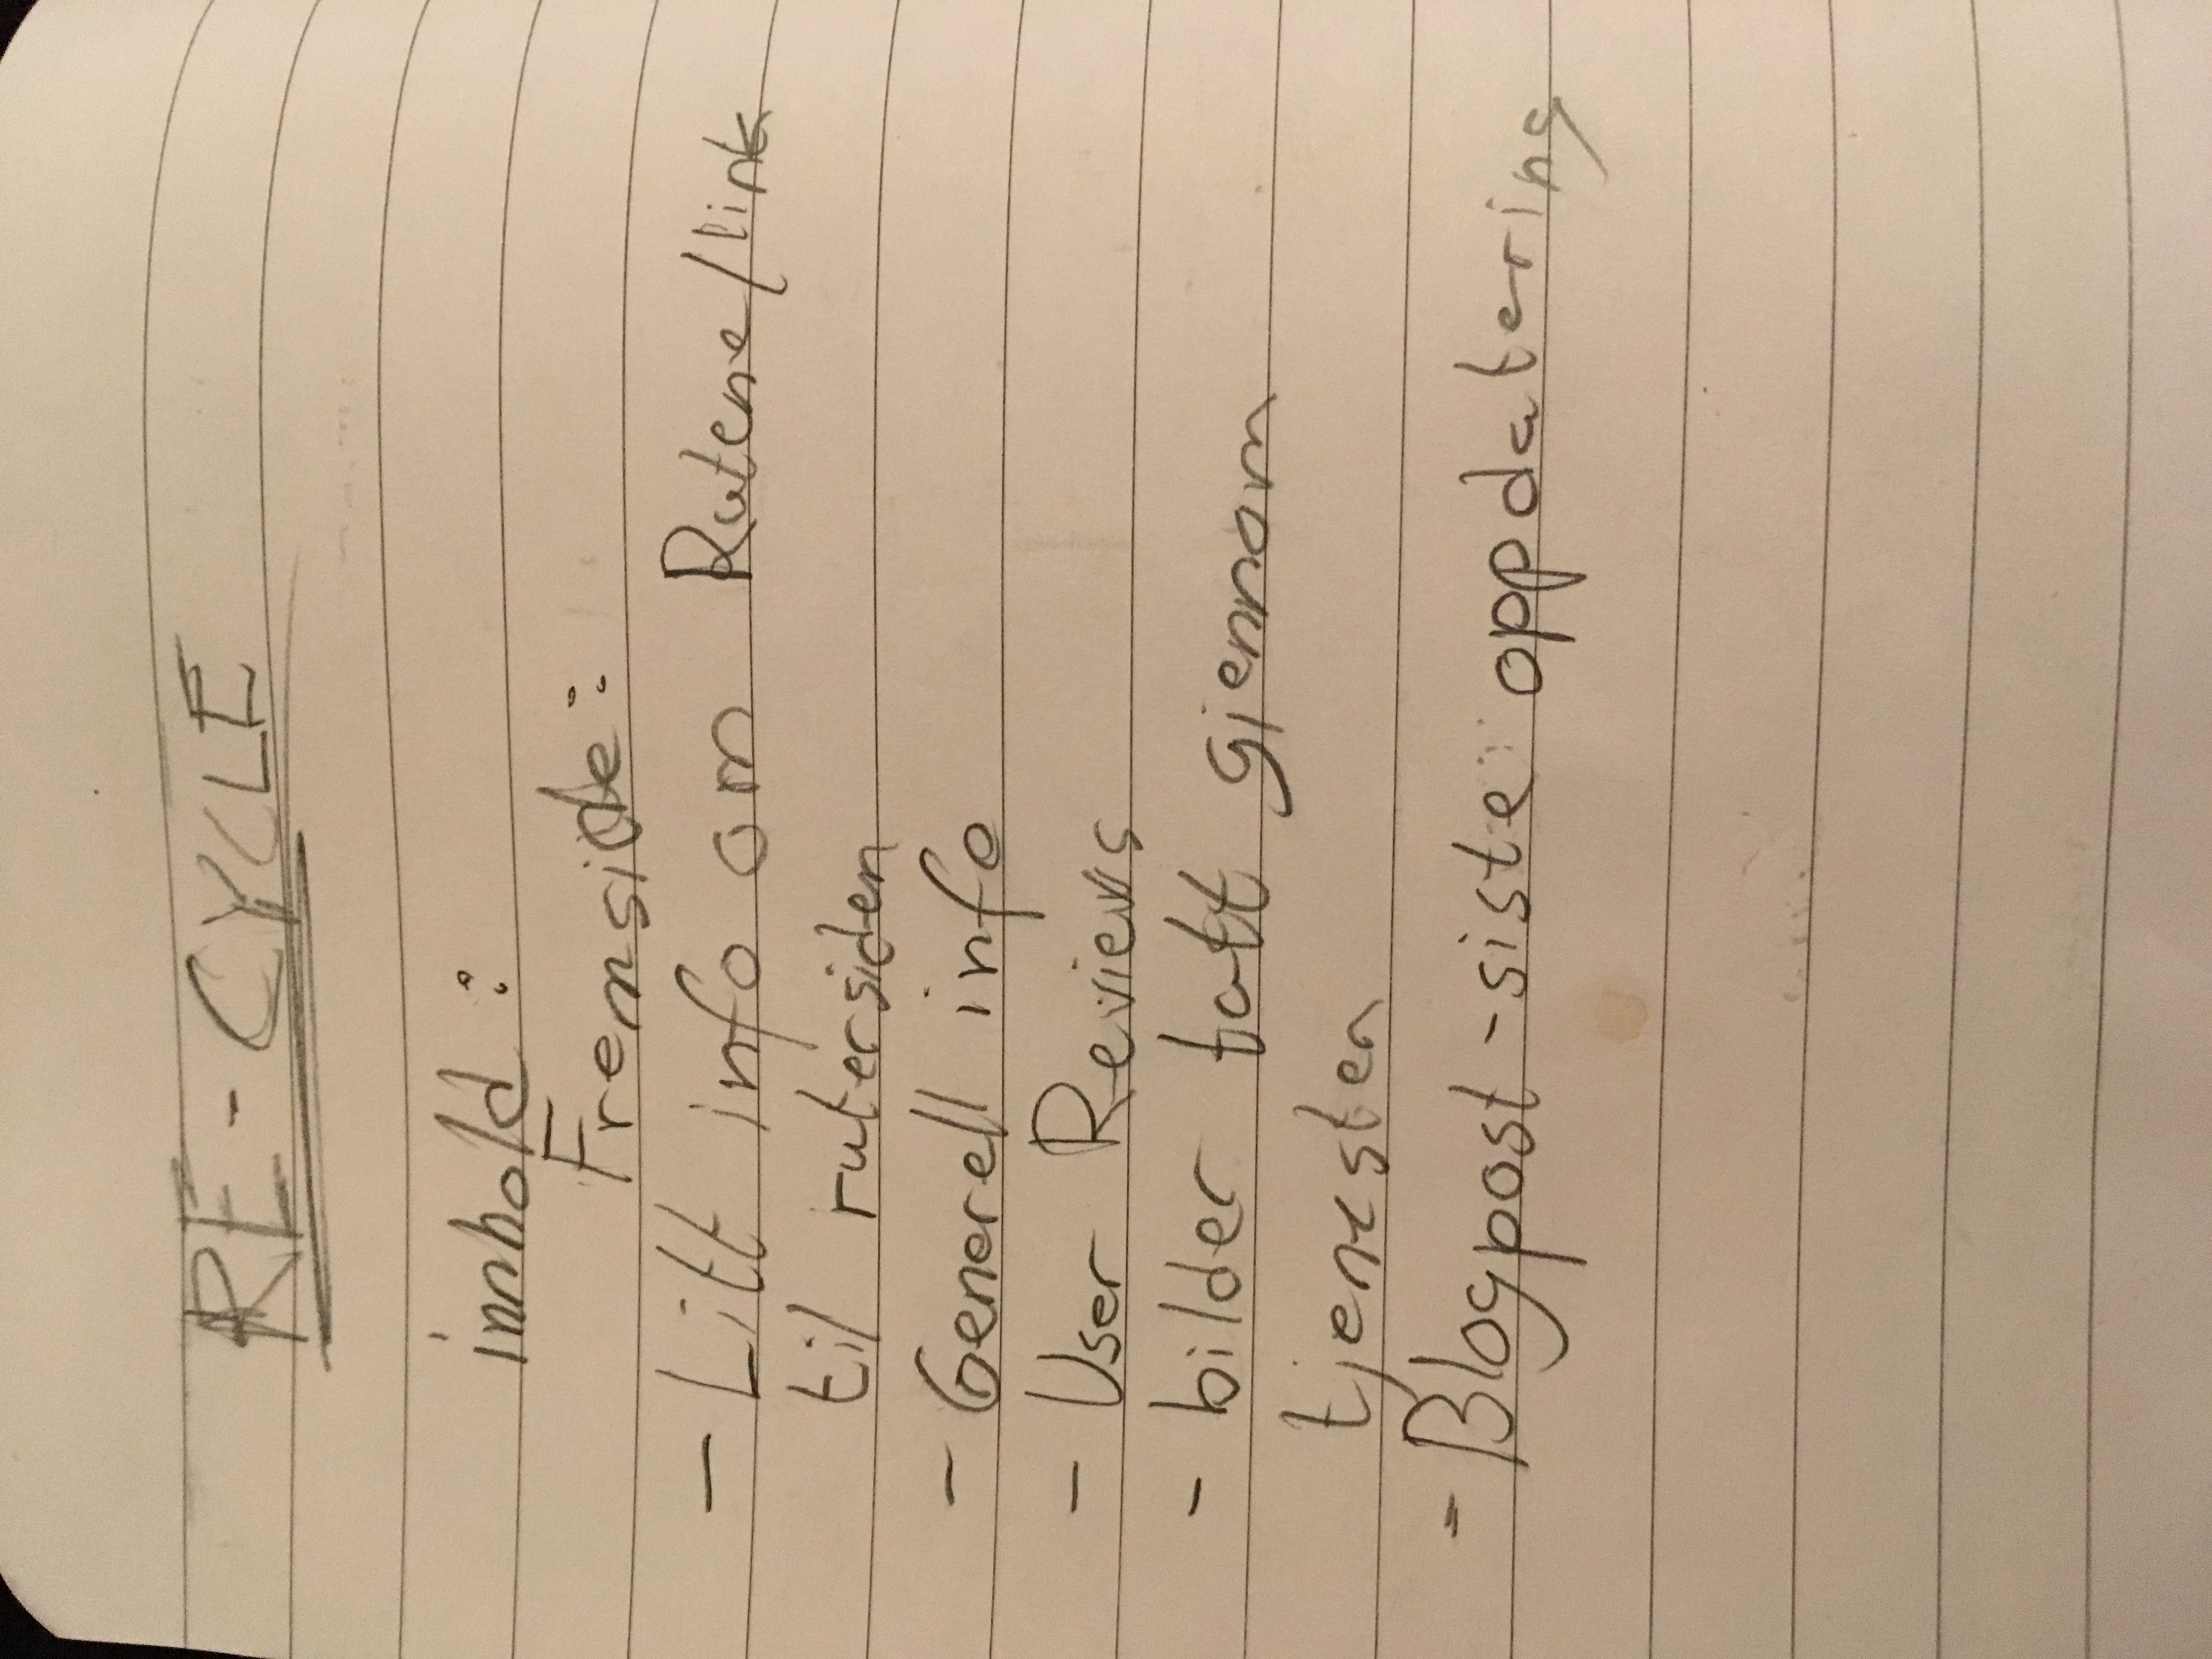 RE-CYCLE
innhold :
Fremside :
- Litt info om Rutene/link
til rutersiden
- Generell info
- User Reviews
- bilder tatt gjennom
tjenesten
- Blogpost - siste oppdatering